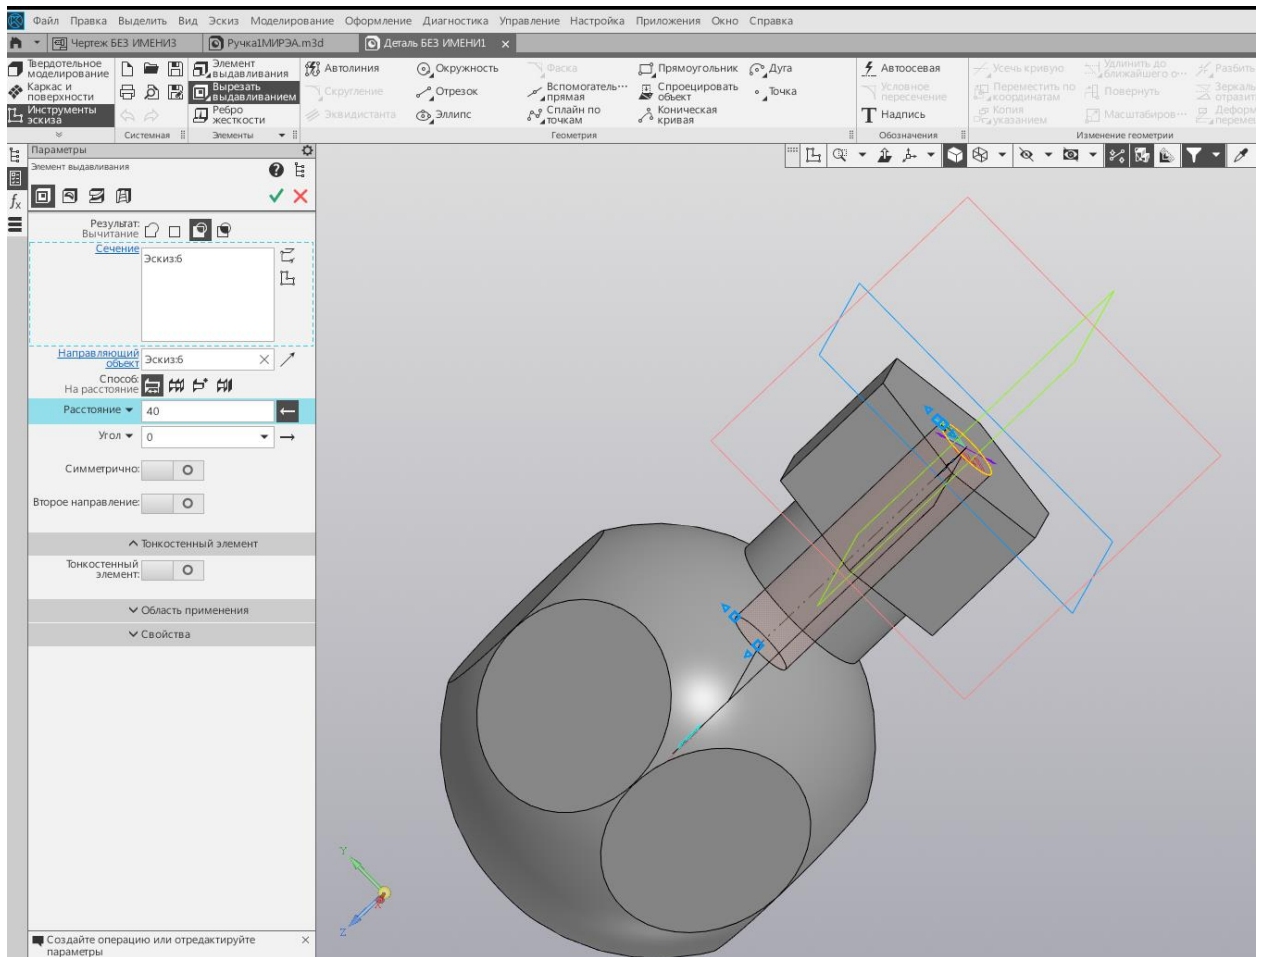 Файл Правка Выделить Вид Эскиз Моделирование Оформление Диагностика Управление Настройка Приложения Окно Справка
Чертеж БЕЗ ИМЕНИ3 Ручка1МИРЭА.m3d Деталь БЕЗ ИМЕНИ1
Твердотельное моделирование
Каркас и поверхности
Инструменты эскиза
Системная
Элемент выдавливания
Вырезать выдавливанием
Ребро жесткости
Элементы
Автолиния Окружность Фаска Прямоугольник Дуга
Скругление Отрезок Вспомогатель··· прямая Спроецировать объект Точка
Эквидистанта Эллипс Сплайн по точкам Коническая кривая
Геометрия
Автоосевая
Условное пересечение
Надпись
Обозначения
Усечь кривую Удлинить до ближайшего о··· Разбить
Переместить по координатам Повернуть
Копия указанием Масштабиров···
Изменение геометрии
Параметры
Элемент выдавливания
Результат:
Вычитание
Сечение
Эскиз:6
Направляющий
объект
Эскиз:6
Способ:
На расстояние
Расстояние 40
Угол 0
Симметрично:
Второе направление:
Тонкостенный элемент
Тонкостенный
элемент:
Область применения
Свойства
Y
X
Z
Создайте операцию или отредактируйте
параметры